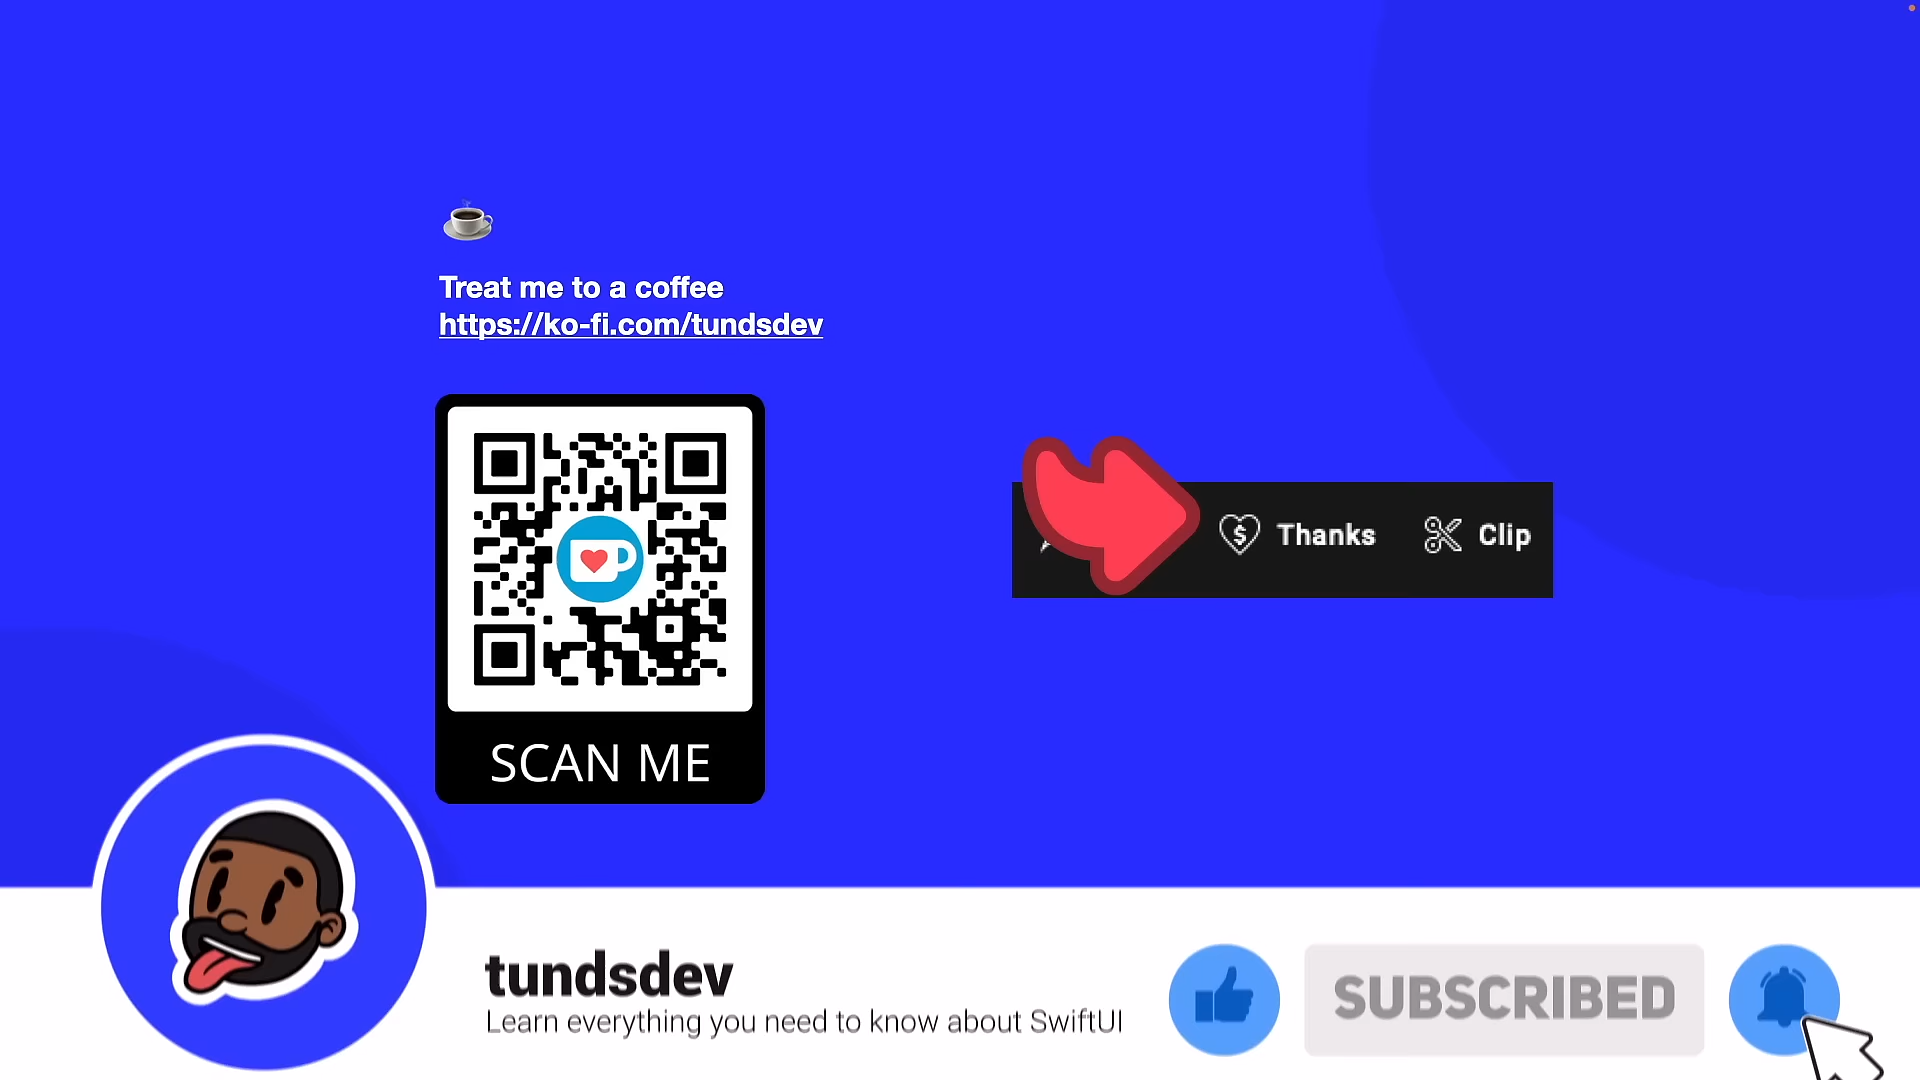 Treat me to a coffee
https://ko-fi.com/tundsdev
SCAN ME
Thanks
Clip
tundsdev
Learn everything you need to know about SwiftUI
SUBSCRIBED